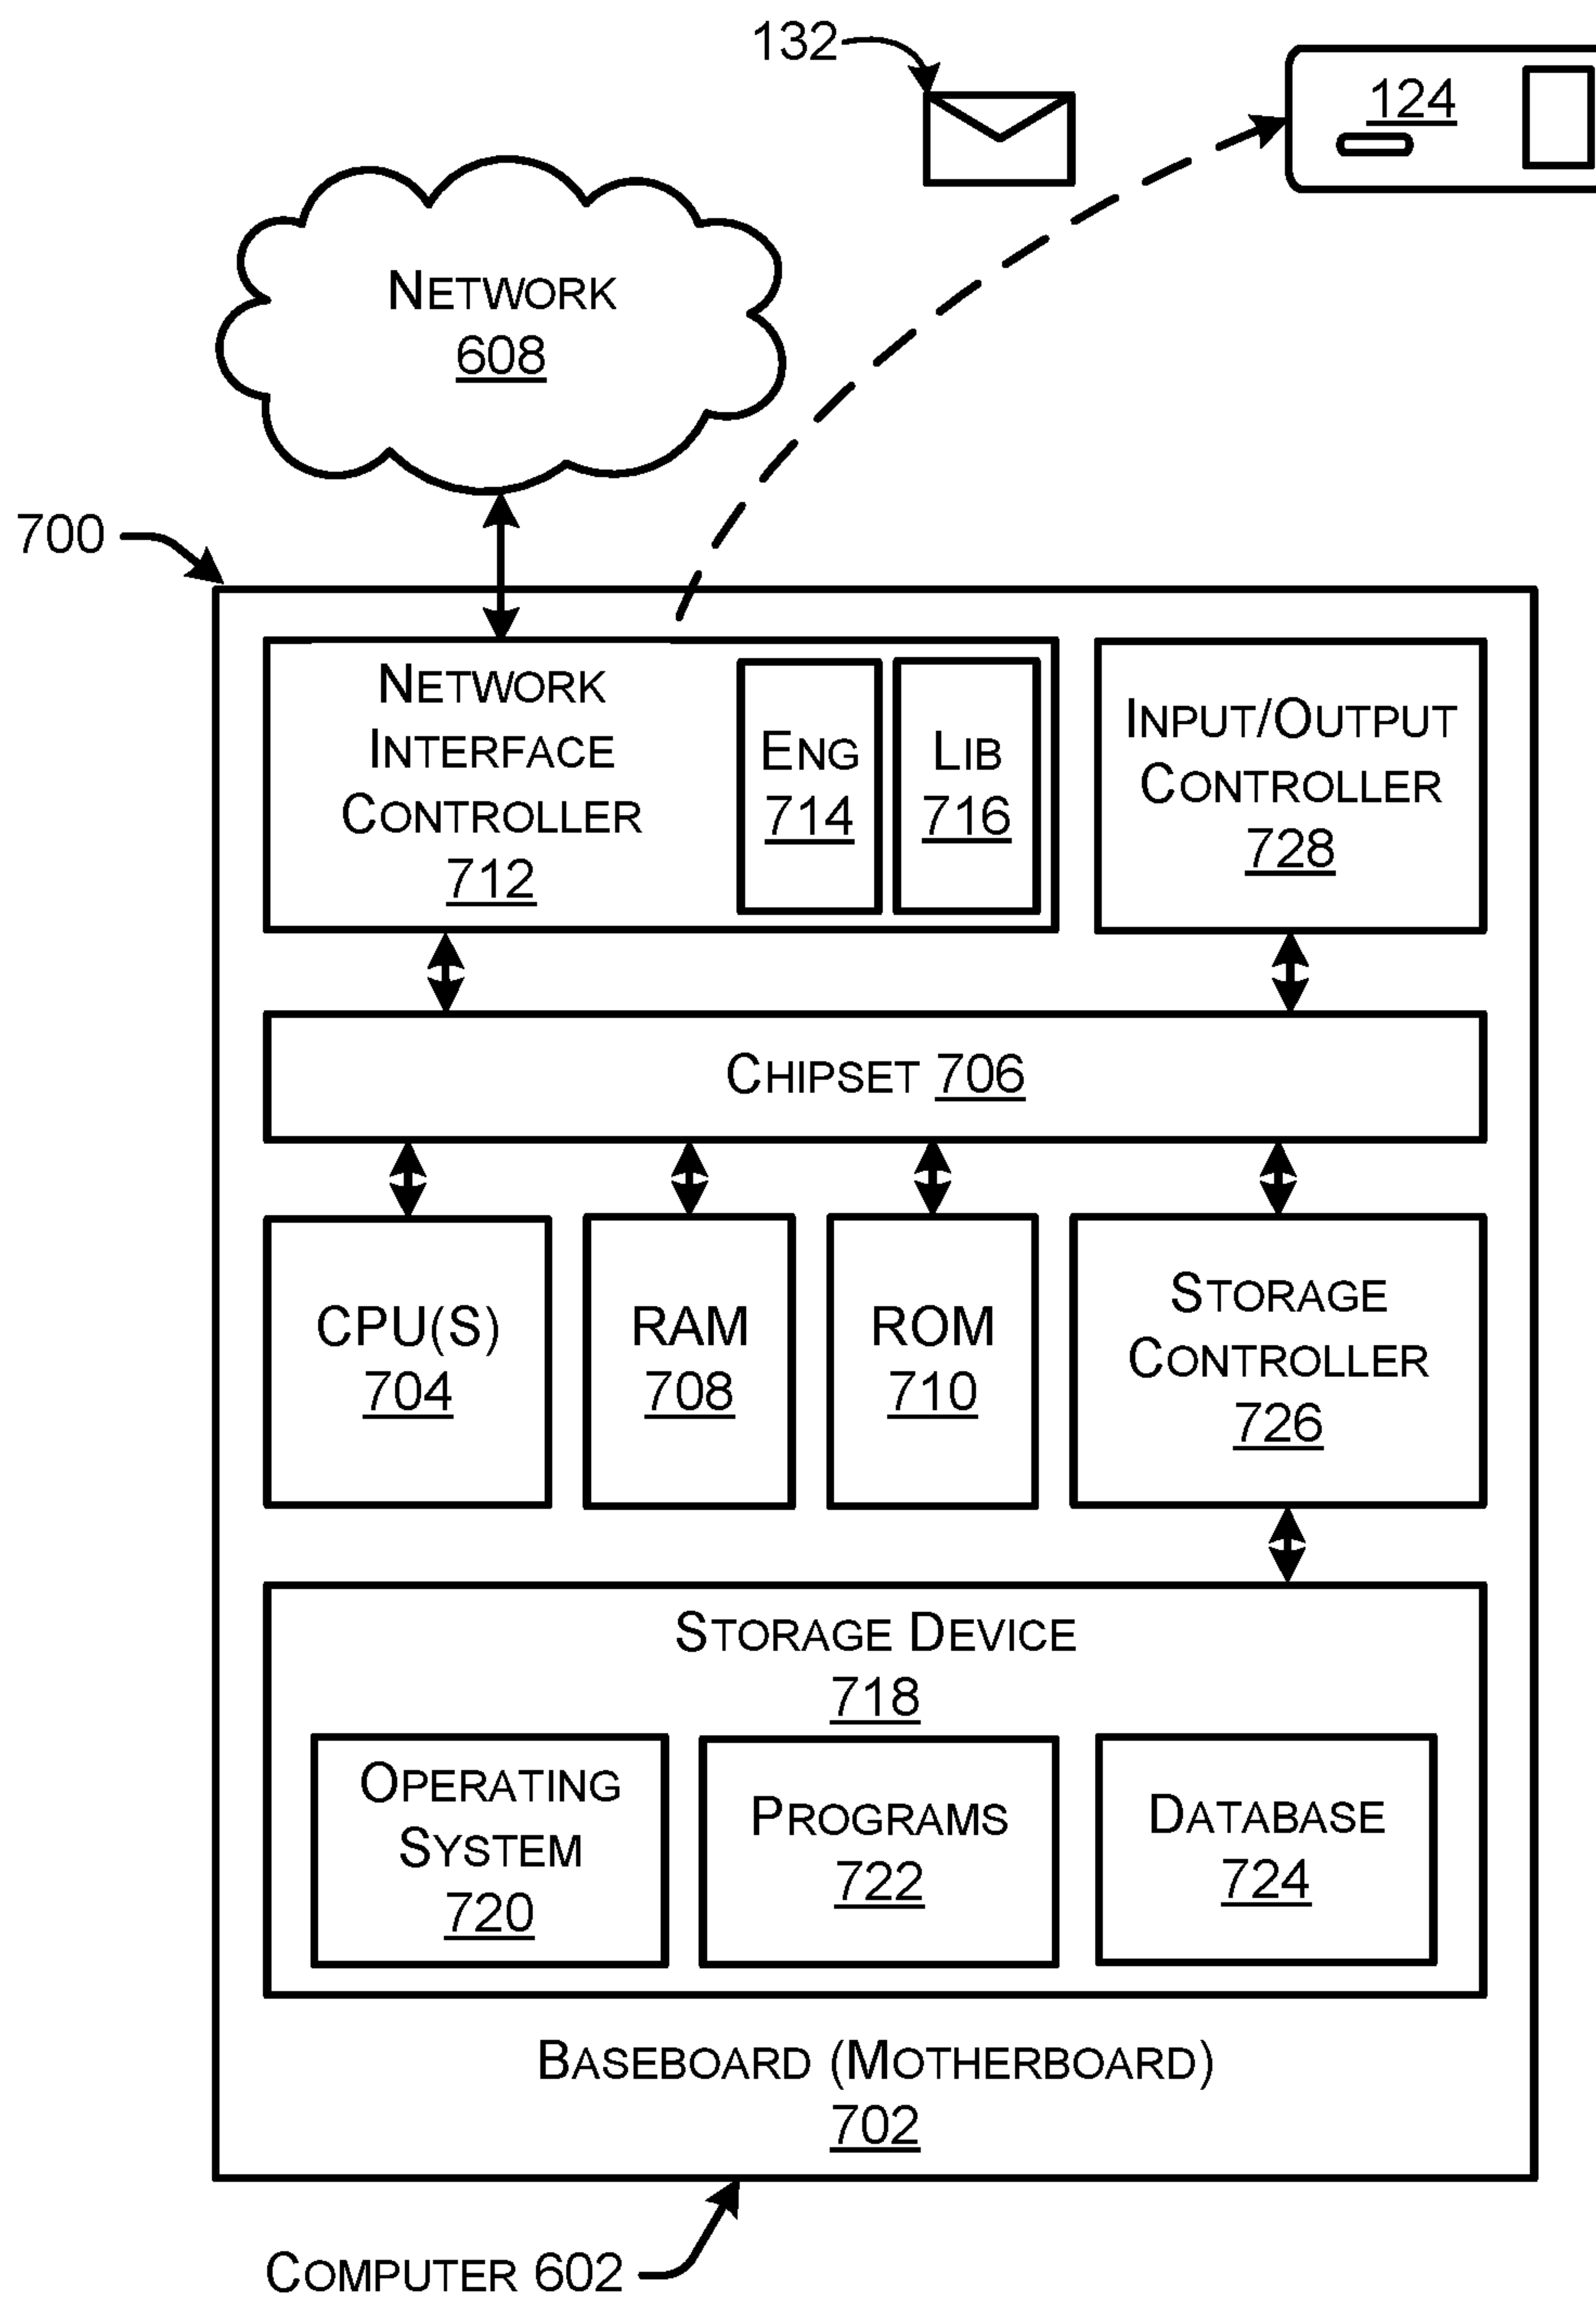 132
124
NETWORK
608
700
NETWORK
INTERFACE
CONTROLLER
712
ENG
714
LIB
716
INPUT/OUTPUT
CONTROLLER
728
CHIPSET 706
CPU(S)
704
RAM
708
ROM
710
STORAGE
CONTROLLER
726
STORAGE DEVICE
718
OPERATING
SYSTEM
720
PROGRAMS
722
DATABASE
724
BASEBOARD (MOTHERBOARD)
702
COMPUTER 602